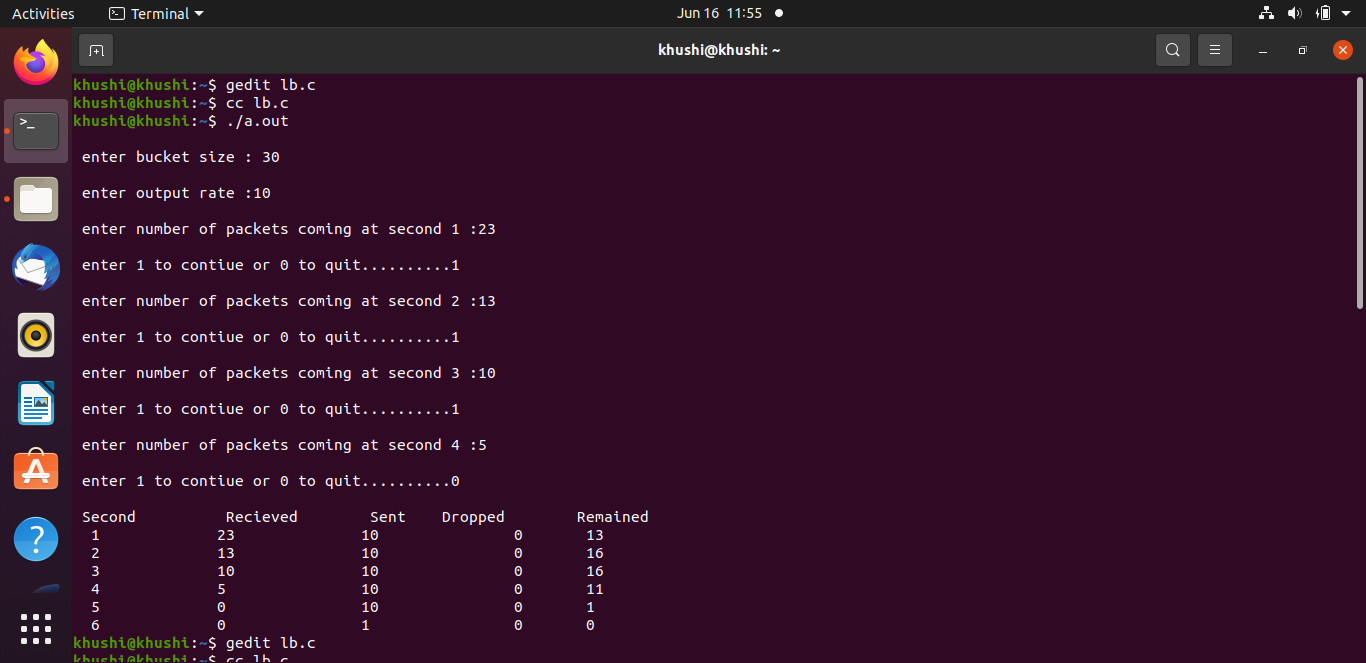 Activities Terminal Jun 16 11:55
khushi@khushi: ~
khushi@khushi:~$ gedit lb.c
khushi@khushi:~$ cc lb.c
khushi@khushi:~$ ./a.out
enter bucket size : 30
enter output rate :10
enter number of packets coming at second 1 :23
enter 1 to contiue or 0 to quit..........1
enter number of packets coming at second 2 :13
enter 1 to contiue or 0 to quit..........1
enter number of packets coming at second 3 :10
enter 1 to contiue or 0 to quit..........1
enter number of packets coming at second 4 :5
enter 1 to contiue or 0 to quit..........0
Second Recieved Sent Dropped Remained
1 23 10 0 13
2 13 10 0 16
3 10 10 0 16
4 5 10 0 11
5 0 10 0 1
6 0 1 0 0
khushi@khushi:~$ gedit lb.c
khushi@khushi:~$ cc lb.c